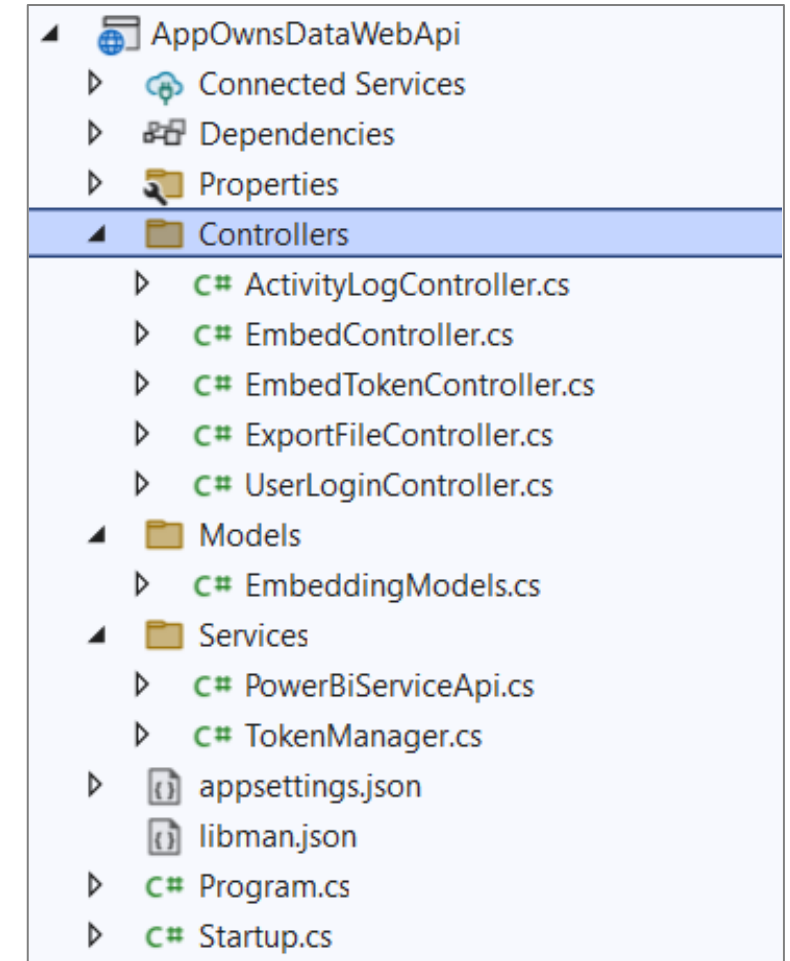 AppOwnsDataWebApi
Connected Services
Dependencies
Properties
Controllers
C# ActivityLogController.cs
C# EmbedController.cs
C# EmbedTokenController.cs
C# ExportFileController.cs
C# UserLoginController.cs
Models
C# EmbeddingModels.cs
Services
C# PowerBiServiceApi.cs
C# TokenManager.cs
appsettings.json
libman.json
C# Program.cs
C# Startup.cs